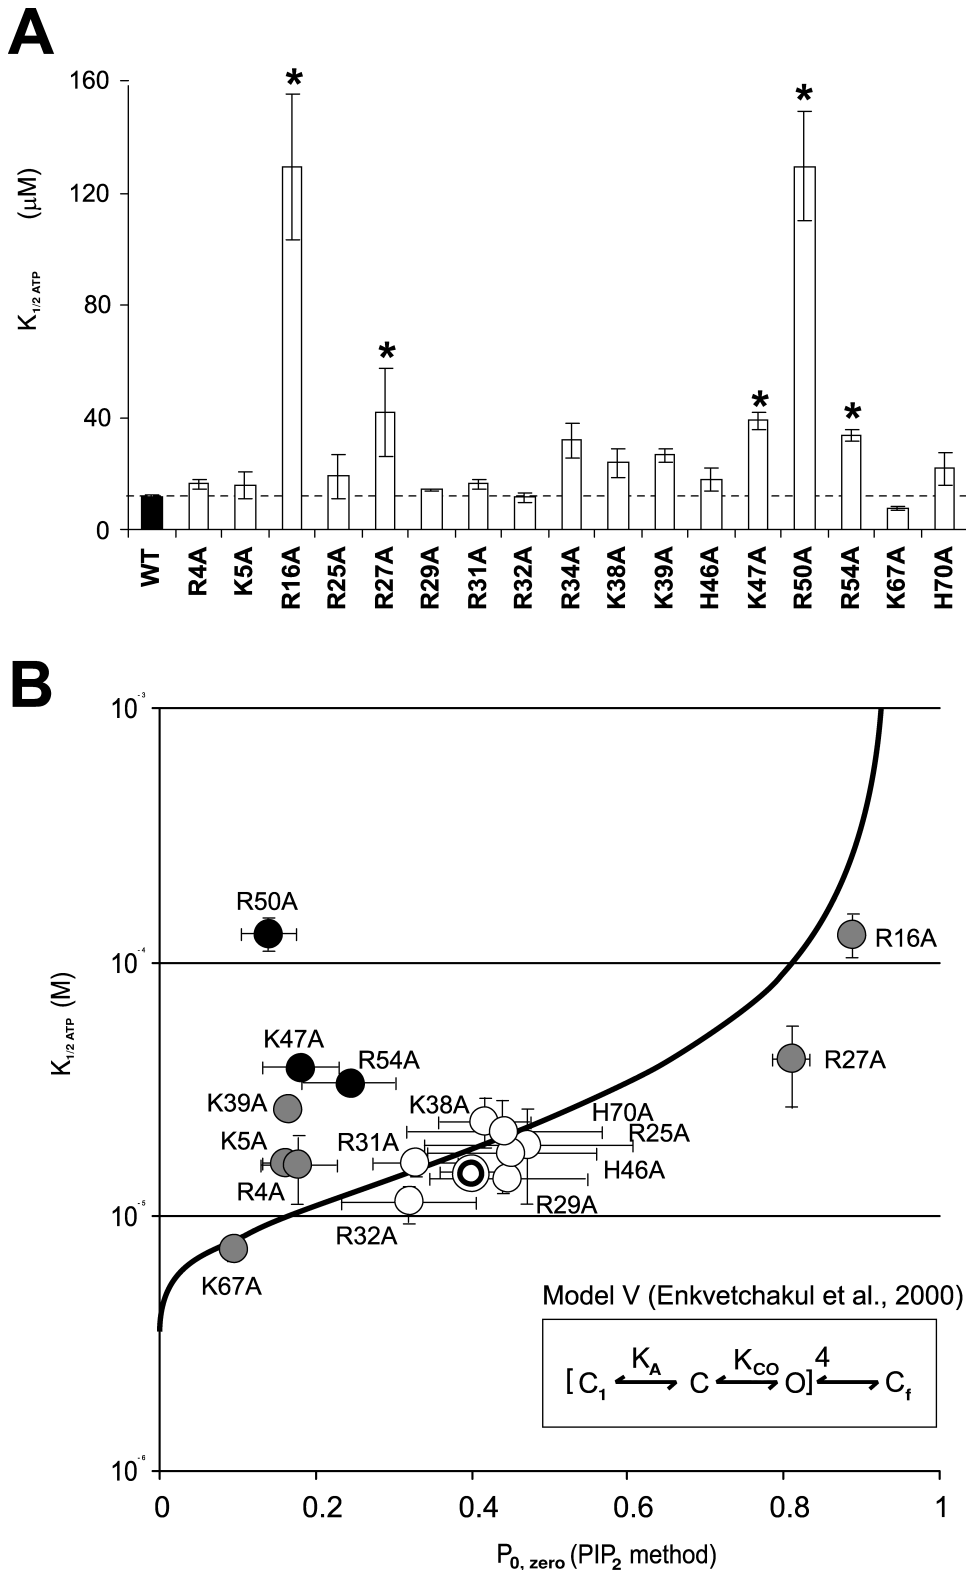 A
160
120
80
40
0
K1/2 ATP (μM)
*
*
*
*
*
WT
R4A
K5A
R16A
R25A
R27A
R29A
R31A
R32A
R34A
K38A
K39A
H46A
K47A
R50A
R54A
K67A
H70A
B
10-3
10-4
10-5
10-6
K1/2 ATP (M)
R50A
R16A
K47A
R54A
R27A
K39A
K38A
H70A
K5A
R31A
R25A
H46A
R4A
R29A
R32A
K67A
Model V (Enkvetchakul et al., 2000)
KA KCO 4
[C1 C O] Cf
0 0.2 0.4 0.6 0.8 1
P0, zero (PIP2 method)